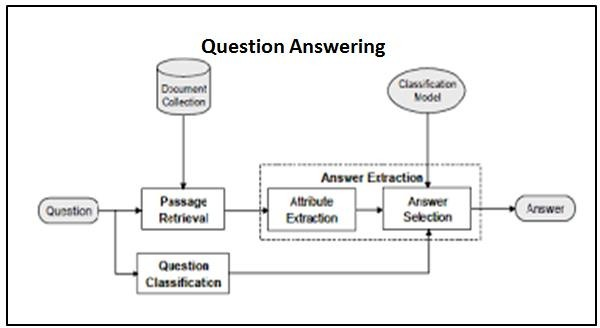 Question Answering
Document
Collection
Classification
Model
Answer Extraction
Question
Passage
Retrieval
Attribute
Extraction
Answer
Selection
Answer
Question
Classification